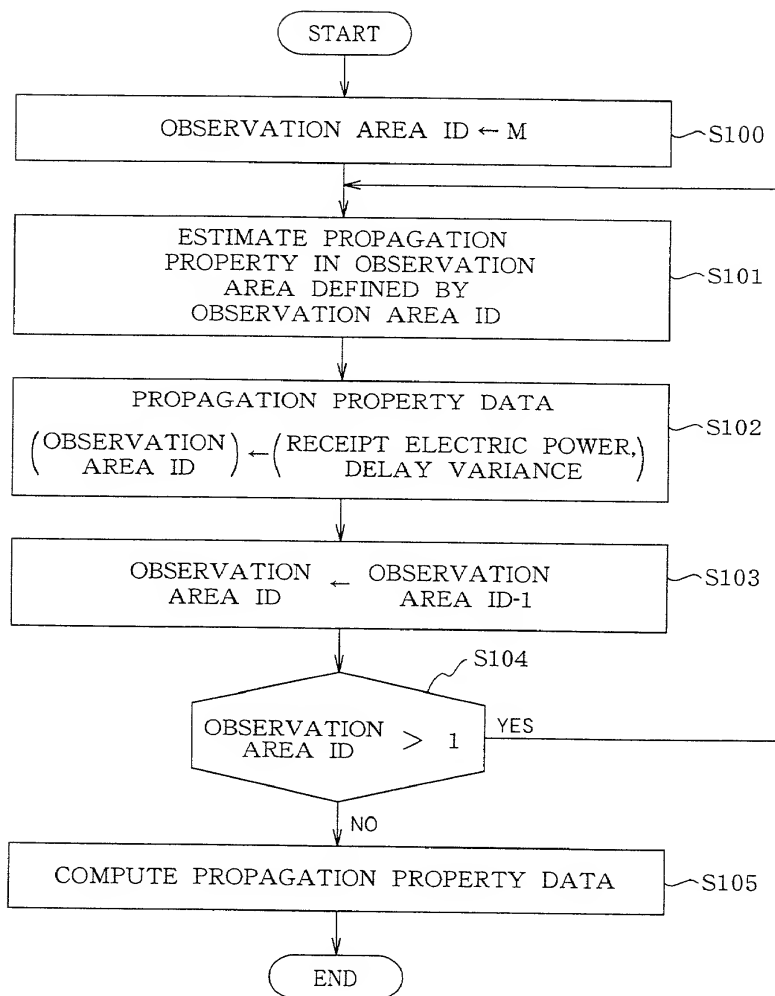 START
OBSERVATION AREA ID ← M
S100
ESTIMATE PROPAGATION
PROPERTY IN OBSERVATION
AREA DEFINED BY
OBSERVATION AREA ID
S101
PROPAGATION PROPERTY DATA
(OBSERVATION AREA ID) ← (RECEIPT ELECTRIC POWER, DELAY VARIANCE)
S102
OBSERVATION AREA ID ← OBSERVATION AREA ID-1
S103
S104
OBSERVATION AREA ID > 1
YES
NO
COMPUTE PROPAGATION PROPERTY DATA
S105
END